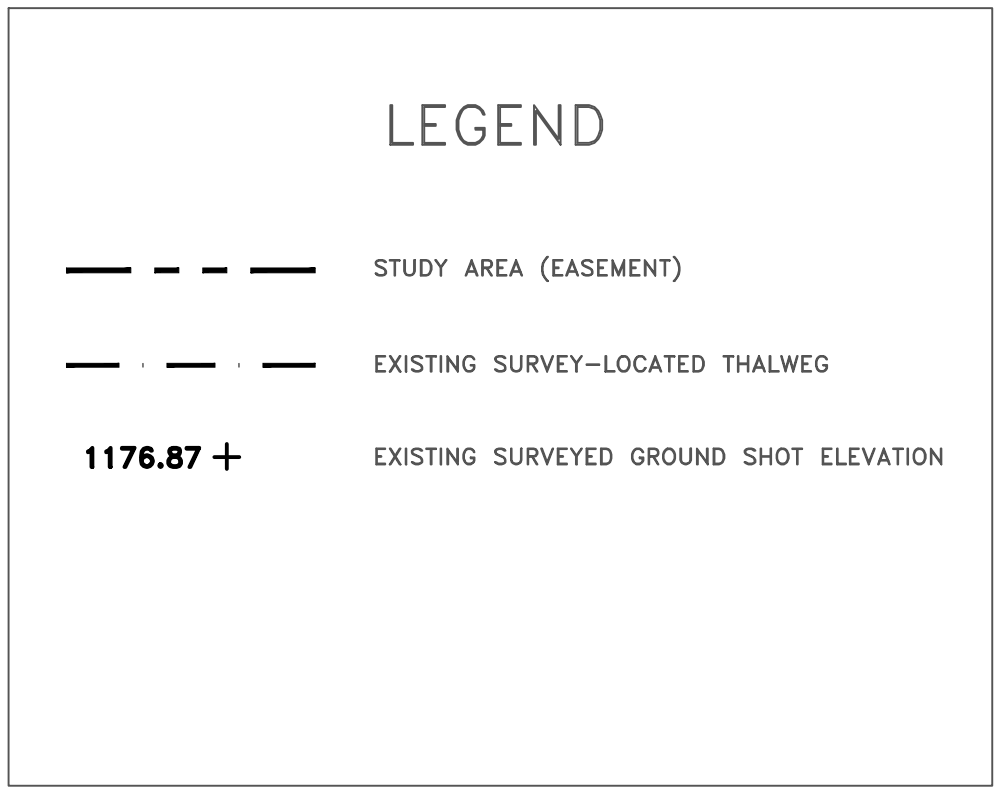 LEGEND
STUDY AREA (EASEMENT)
EXISTING SURVEY-LOCATED THALWEG
1176.87 + EXISTING SURVEYED GROUND SHOT ELEVATION